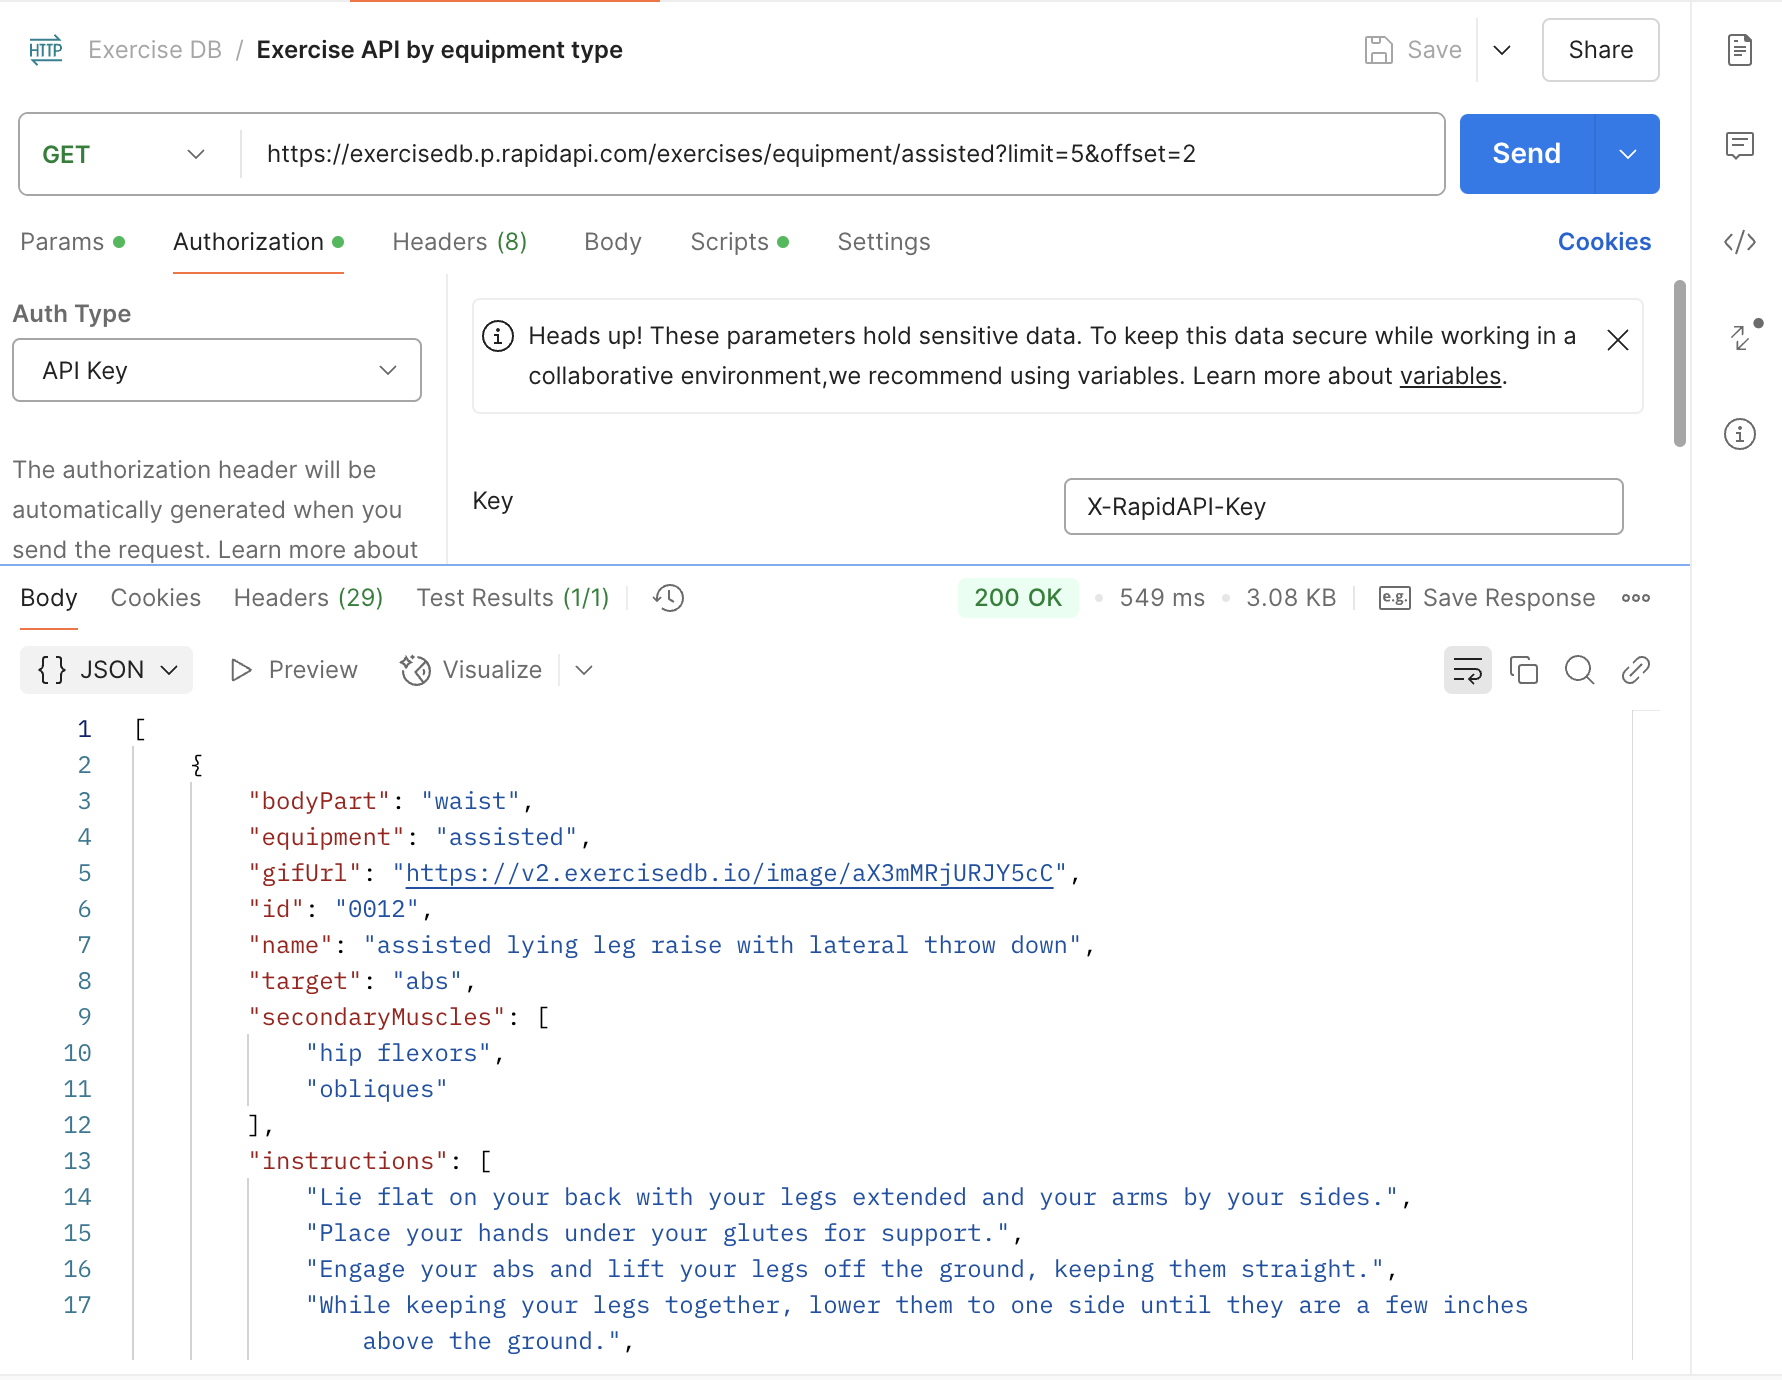 HTTP Exercise DB / Exercise API by equipment type Save Share
GET https://exercisedb.p.rapidapi.com/exercises/equipment/assisted?limit=5&offset=2 Send
Params Authorization Headers (8) Body Scripts Settings Cookies
Auth Type
API Key
The authorization header will be
automatically generated when you
send the request. Learn more about
Heads up! These parameters hold sensitive data. To keep this data secure while working in a
collaborative environment,we recommend using variables. Learn more about variables.
Key X-RapidAPI-Key
Body Cookies Headers (29) Test Results (1/1) 200 OK 549 ms 3.08 KB e.g. Save Response
{} JSON Preview Visualize
1 [
2 {
3 "bodyPart": "waist",
4 "equipment": "assisted",
5 "gifUrl": "https://v2.exercisedb.io/image/aX3mMRjURJY5cC",
6 "id": "0012",
7 "name": "assisted lying leg raise with lateral throw down",
8 "target": "abs",
9 "secondaryMuscles": [
10 "hip flexors",
11 "obliques"
12 ],
13 "instructions": [
14 "Lie flat on your back with your legs extended and your arms by your sides.",
15 "Place your hands under your glutes for support.",
16 "Engage your abs and lift your legs off the ground, keeping them straight.",
17 "While keeping your legs together, lower them to one side until they are a few inches
above the ground.",